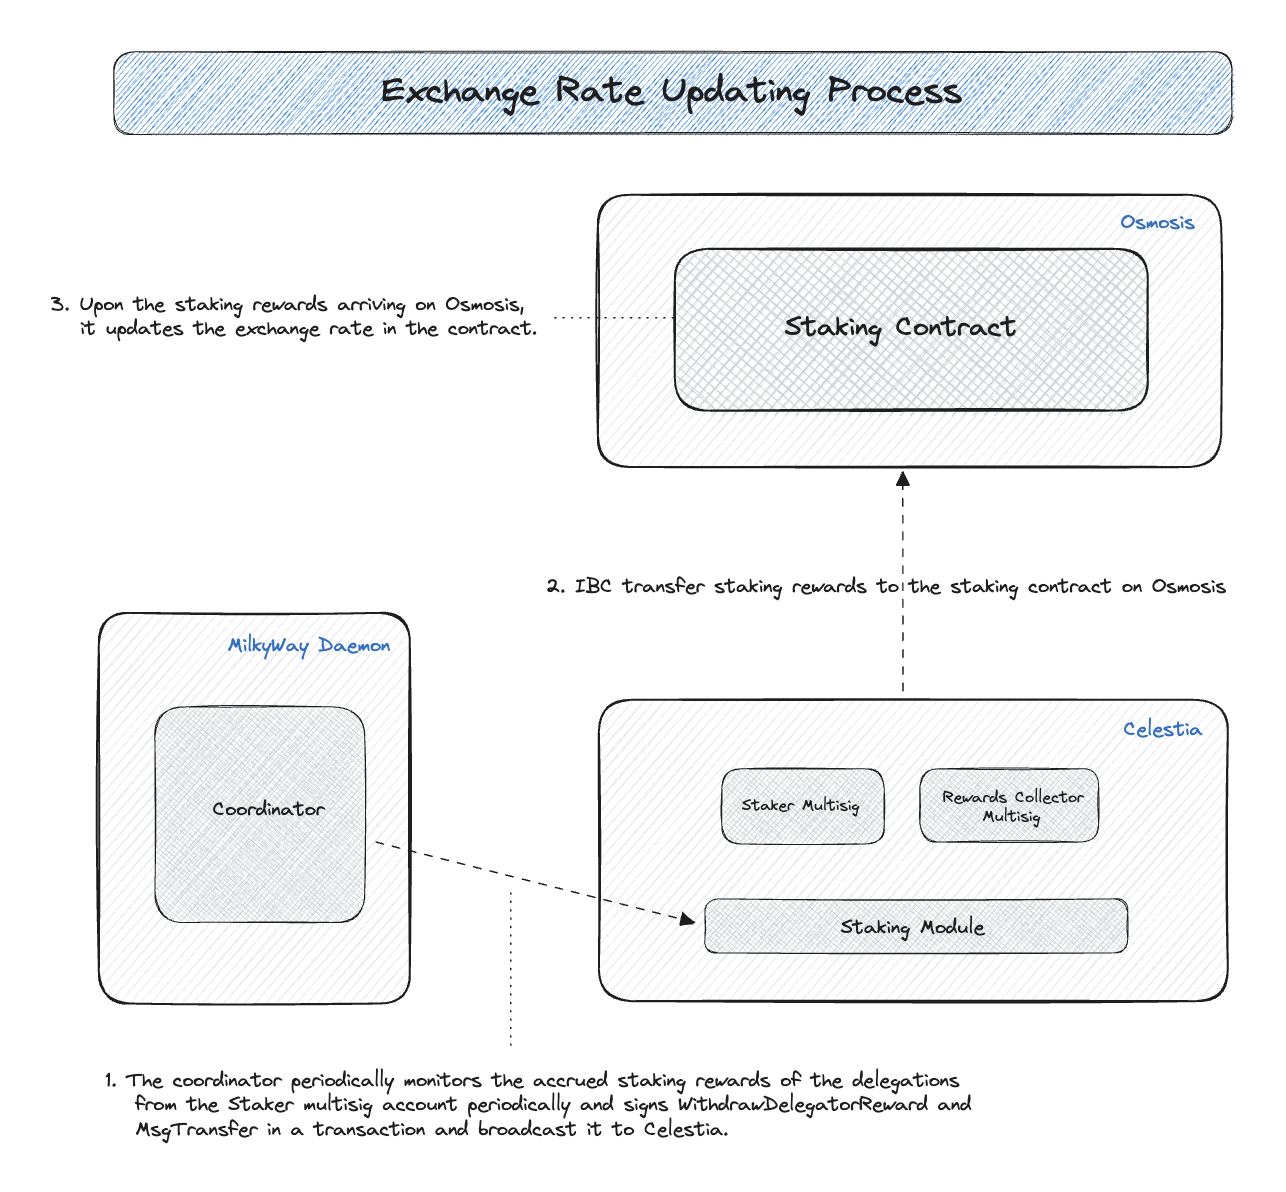 Exchange Rate Updating Process
Osmosis
Staking Contract
3. Upon the staking rewards arriving on Osmosis,
it updates the exchange rate in the contract.
2. IBC transfer staking rewards to the staking contract on Osmosis
MilkyWay Daemon
Coordinator
Celestia
Staker Multisig
Rewards Collector
Multisig
Staking Module
1. The coordinator periodically monitors the accrued staking rewards of the delegations
from the Staker multisig account periodically and signs WithdrawDelegatorReward and
MsgTransfer in a transaction and broadcast it to Celestia.